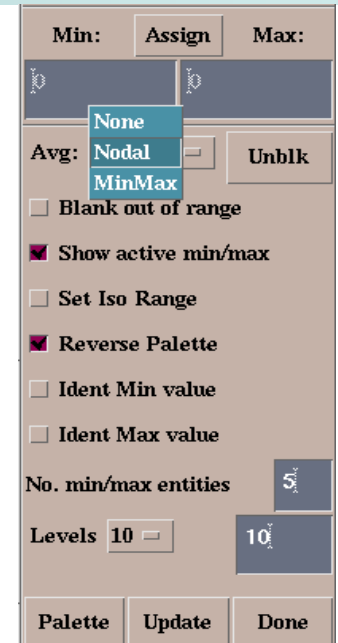 Min: Assign Max:
0 0
None
Avg: Nodal Unblk
MinMax
Blank out of range
Show active min/max
Set Iso Range
Reverse Palette
Ident Min value
Ident Max value
No. min/max entities 5
Levels 10 10
Palette Update Done